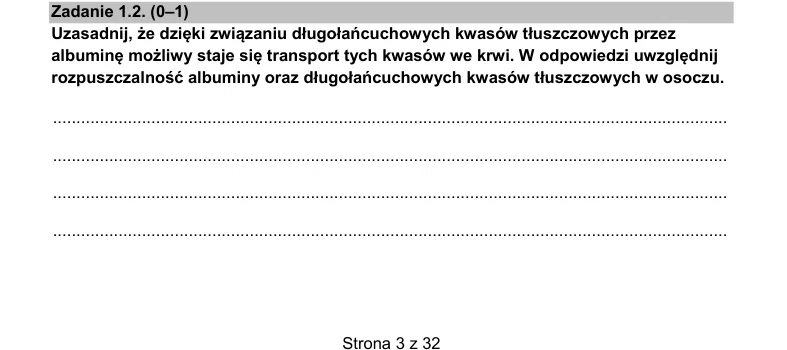 Zadanie 1.2. (0–1)
Uzasadnij, że dzięki związaniu długołańcuchowych kwasów tłuszczowych przez
albuminę możliwy staje się transport tych kwasów we krwi. W odpowiedzi uwzględnij
rozpuszczalność albuminy oraz długołańcuchowych kwasów tłuszczowych w osoczu.
Strona 3 z 32